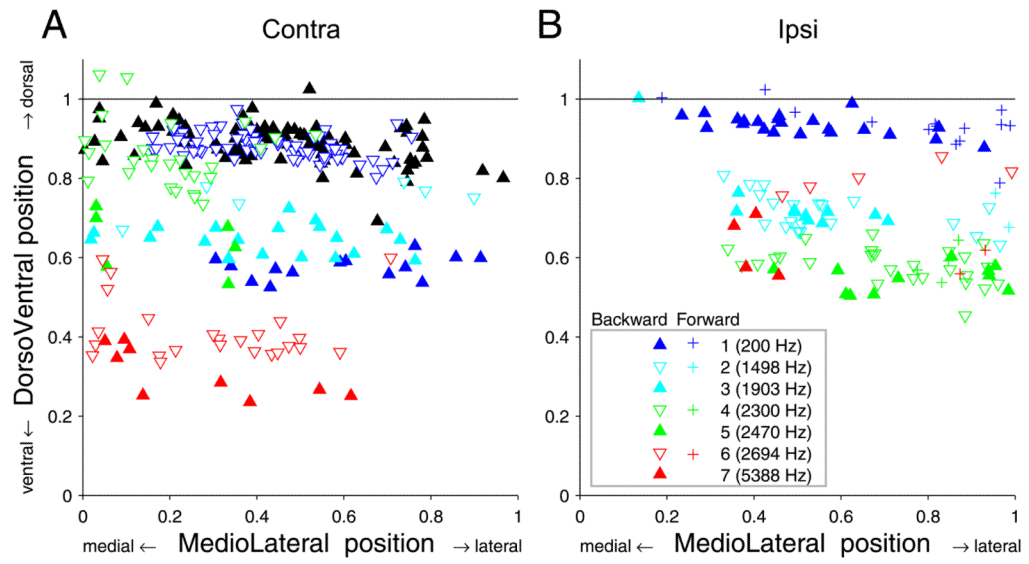 A
Contra
B
Ipsi
ventral ← DorsoVentral position → dorsal
1
0.8
0.6
0.4
0.2
0
0 0.2 0.4 0.6 0.8 1
medial ← MedioLateral position → lateral
1
0.8
0.6
0.4
0.2
0
0 0.2 0.4 0.6 0.8 1
medial ← MedioLateral position → lateral
Backward Forward
1 (200 Hz)
2 (1498 Hz)
3 (1903 Hz)
4 (2300 Hz)
5 (2470 Hz)
6 (2694 Hz)
7 (5388 Hz)